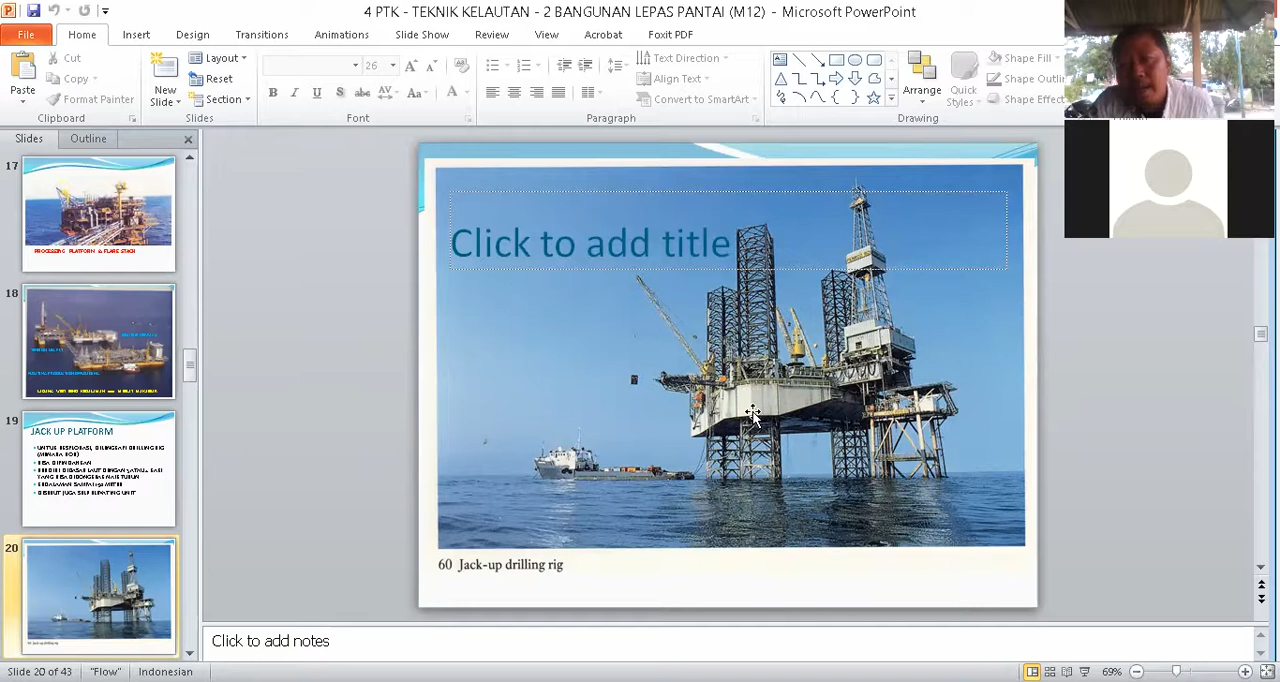 4 PTK - TEKNIK KELAUTAN - 2 BANGUNAN LEPAS PANTAI (M12) - Microsoft PowerPoint
File Home Insert Design Transitions Animations Slide Show Review View Acrobat Foxit PDF
Paste
Cut
Copy
Format Painter
Clipboard
New Slide
Layout
Reset
Section
Slides
26
Font
Text Direction
Align Text
Convert to SmartArt
Paragraph
Arrange
Quick Styles
Shape Fill
Shape Outli
Shape Effect
Drawing
Slides Outline
17
PROCESSING PLATFORM & FLARE STACK
18
19
JACK UP PLATFORM
20
Click to add title
60 Jack-up drilling rig
Click to add notes
Slide 20 of 43 "Flow" Indonesian 69%